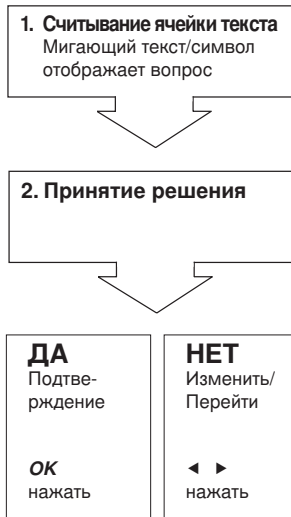 1. Считывание ячейки текста
Мигающий текст/символ
отображает вопрос
2. Принятие решения
ДА
Подтве-
рждение
OK
нажать
НЕТ
Изменить/
Перейти
◄ ►
нажать